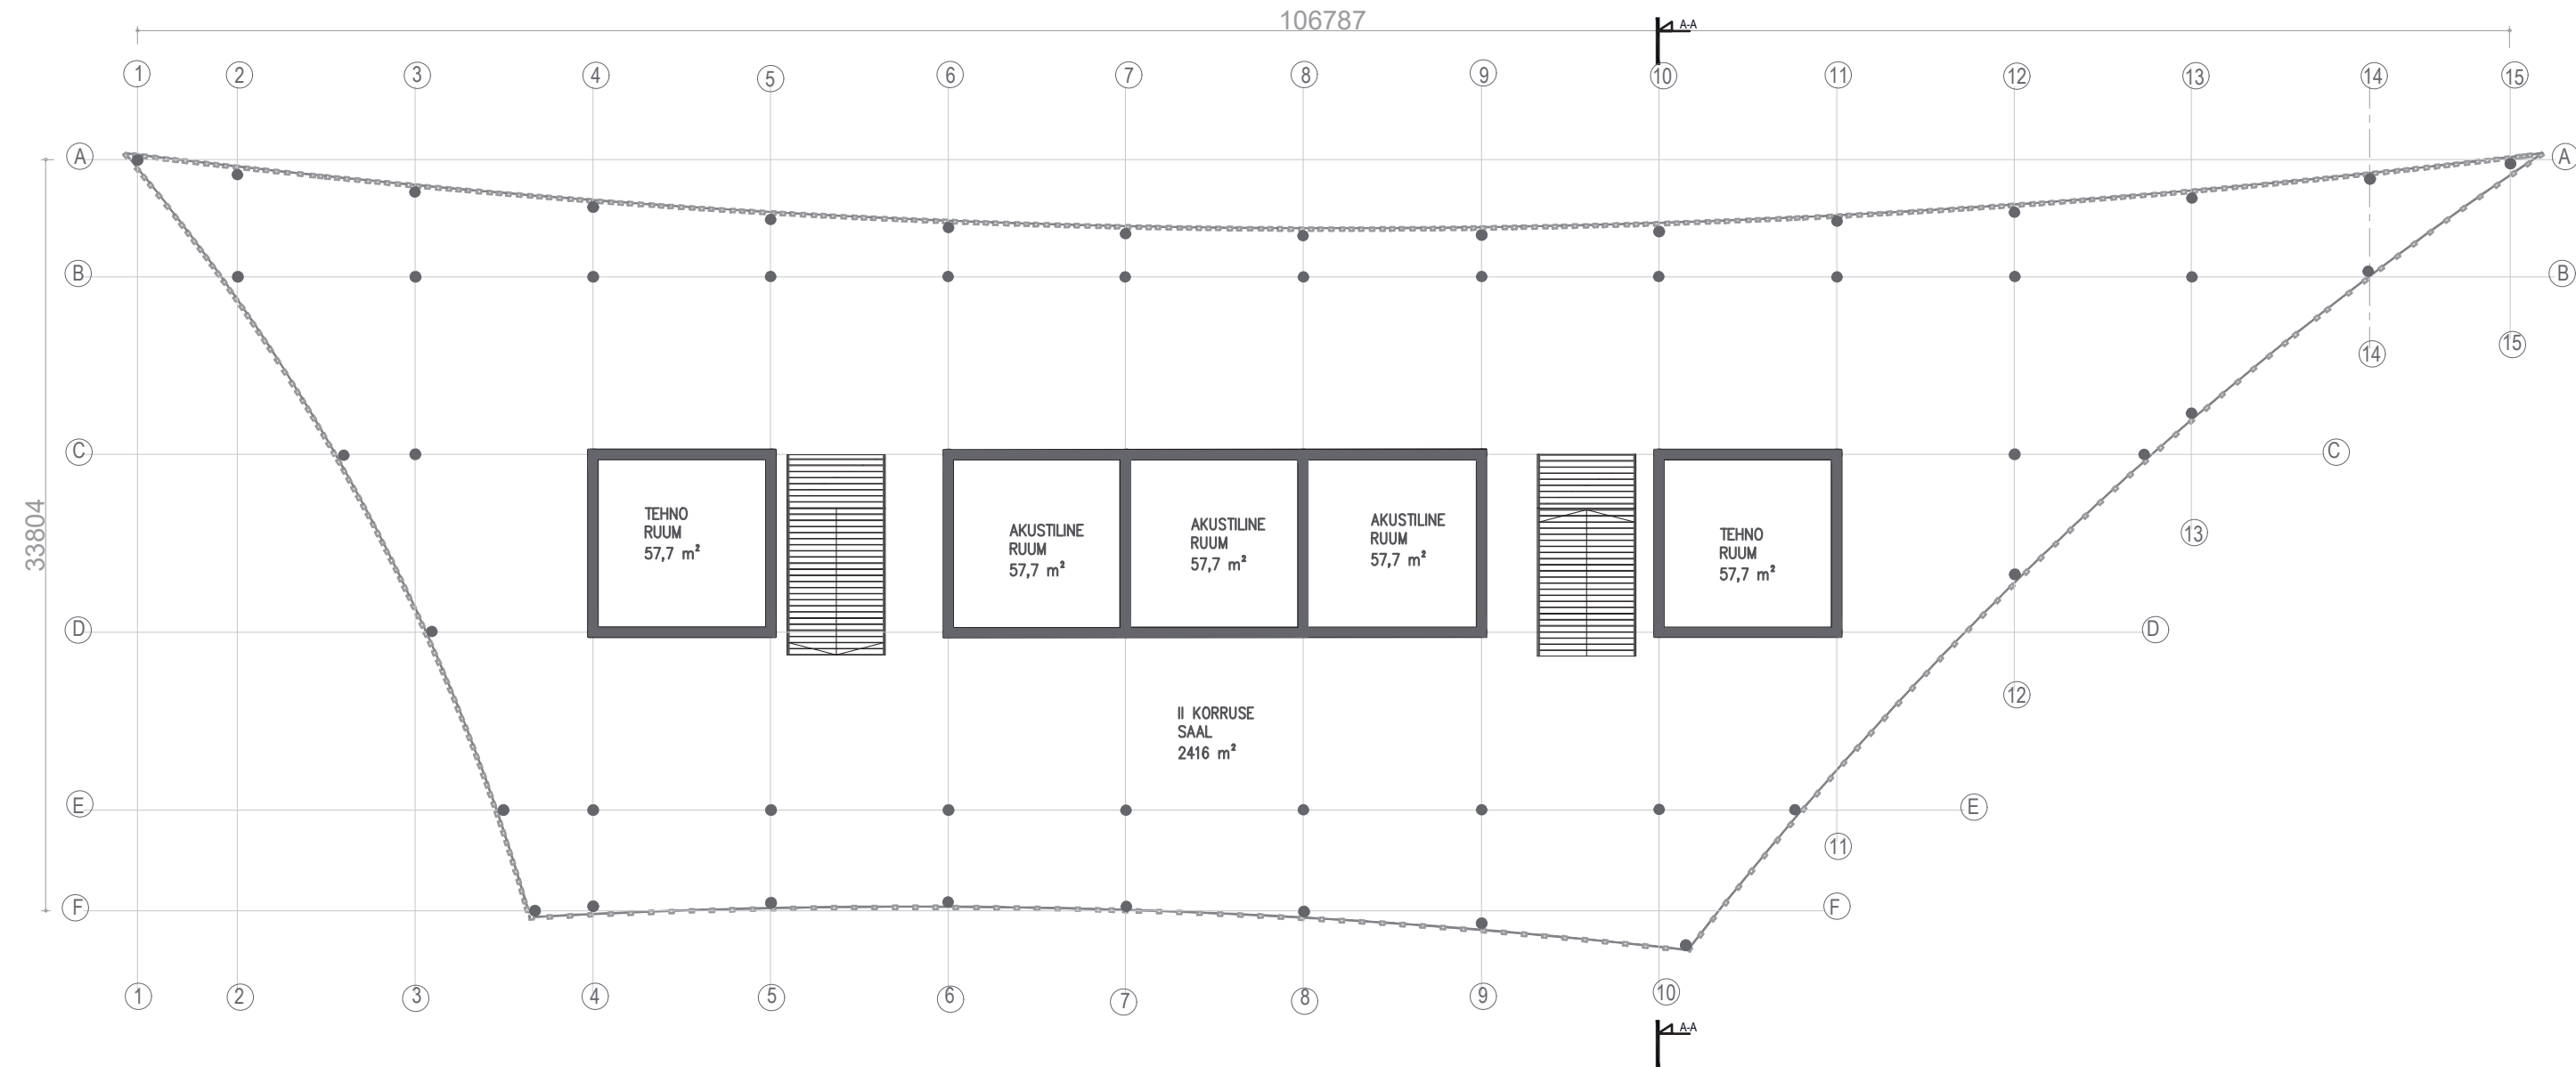 106787
A-A
1 2 3 4 5 6 7 8 9 10 11 12 13 14 15
A A
B B
15
14
C C
33804
TEHNO
RUUM
57,7 m²
AKUSTILINE
RUUM
57,7 m²
AKUSTILINE
RUUM
57,7 m²
AKUSTILINE
RUUM
57,7 m²
TEHNO
RUUM
57,7 m²
13
D D
12
II KORRUSE
SAAL
2416 m²
E E
11
F F
1 2 3 4 5 6 7 8 9 10
A-A